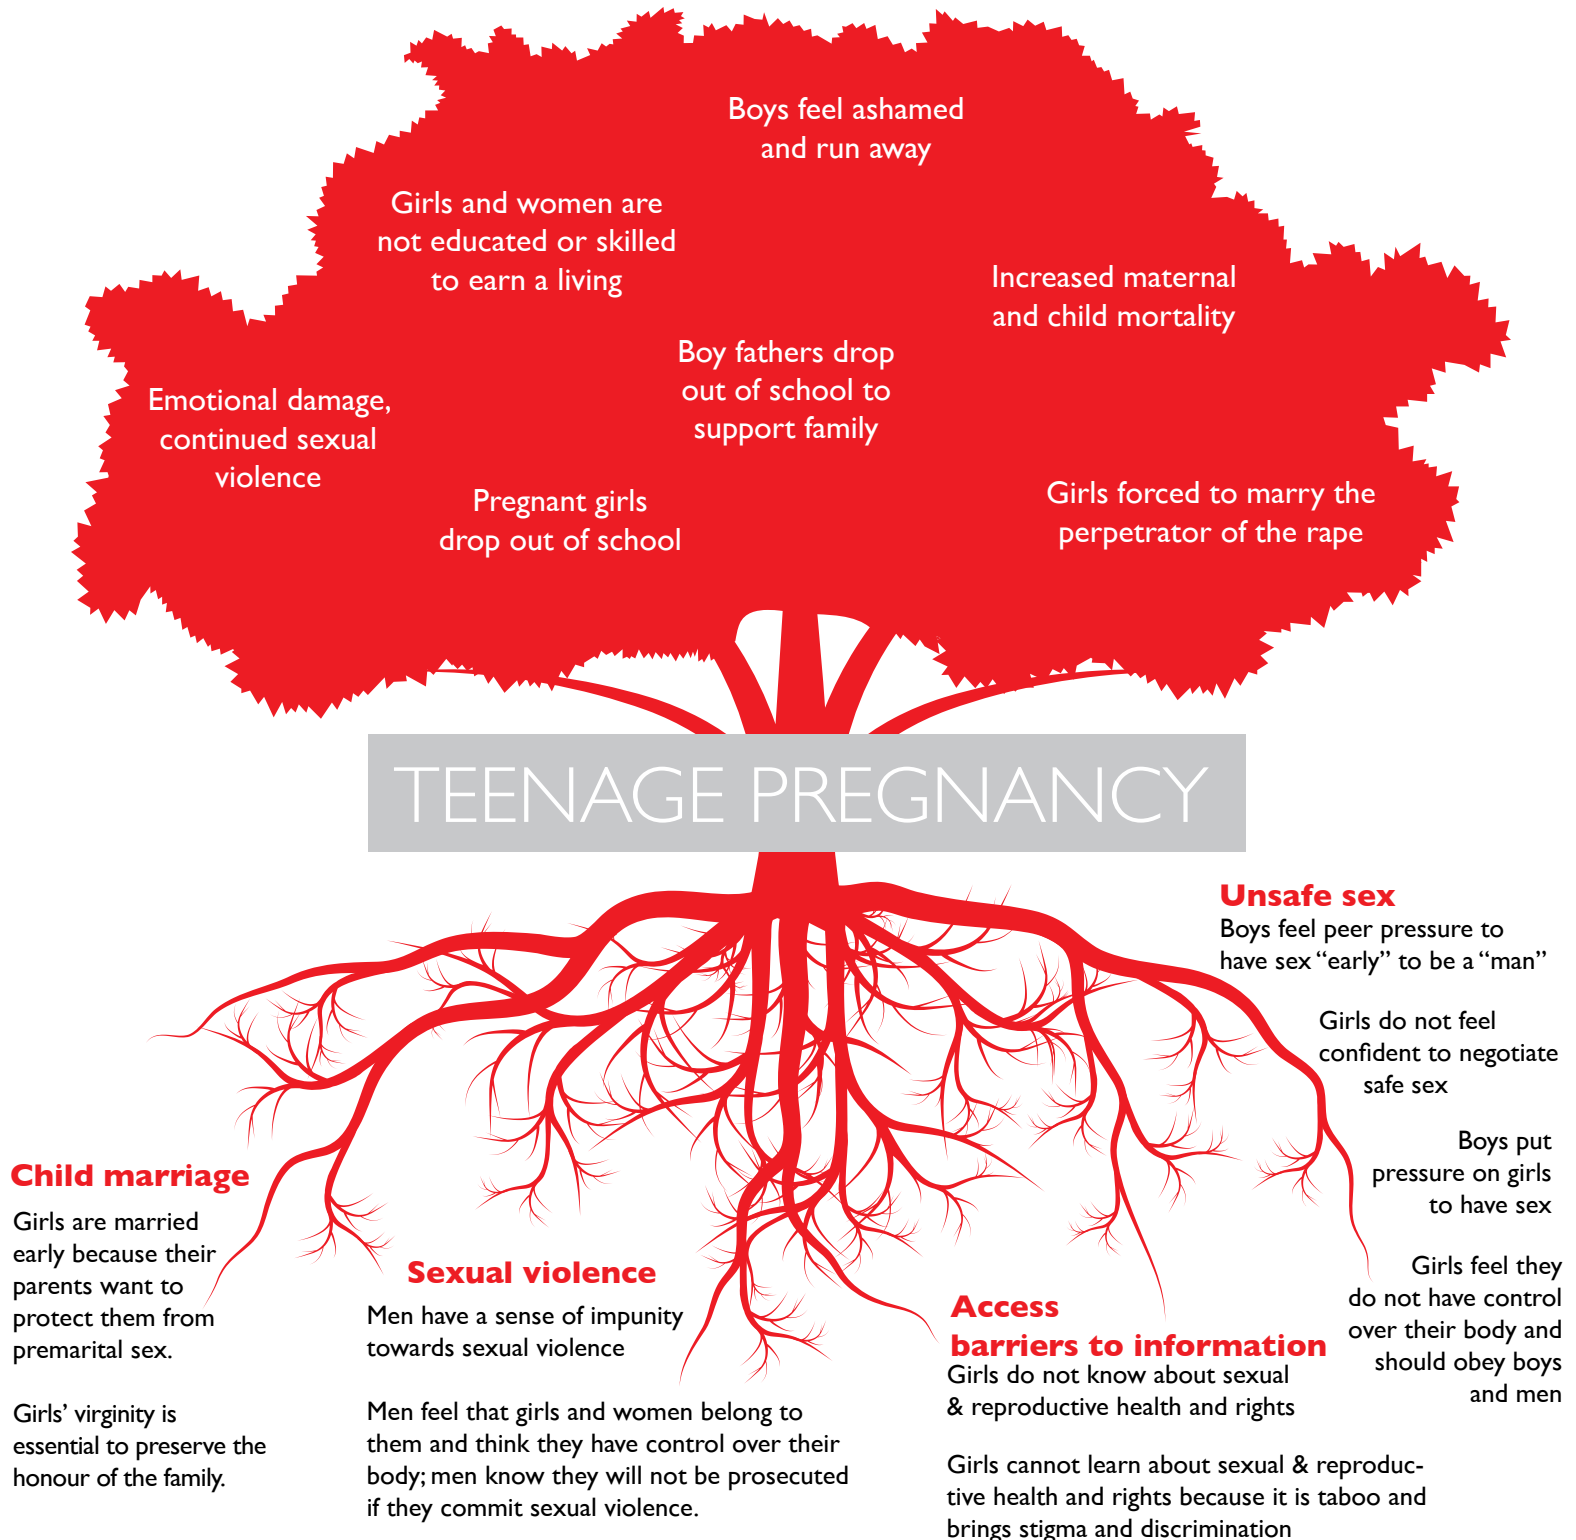 Boys feel ashamed
and run away
Girls and women are
not educated or skilled
to earn a living
Increased maternal
and child mortality
Boy fathers drop
out of school to
support family
Emotional damage,
continued sexual
violence
Pregnant girls
drop out of school
Girls forced to marry the
perpetrator of the rape
TEENAGE PREGNANCY
Unsafe sex
Boys feel peer pressure to
have sex “early” to be a “man”
Girls do not feel
confident to negotiate
safe sex
Boys put
pressure on girls
to have sex
Girls feel they
do not have control
over their body and
should obey boys
and men
Child marriage
Girls are married
early because their
parents want to
protect them from
premarital sex.
Girls’ virginity is
essential to preserve the
honour of the family.
Sexual violence
Men have a sense of impunity
towards sexual violence
Men feel that girls and women belong to
them and think they have control over their
body; men know they will not be prosecuted
if they commit sexual violence.
Access
barriers to information
Girls do not know about sexual
& reproductive health and rights
Girls cannot learn about sexual & reproduc-
tive health and rights because it is taboo and
brings stigma and discrimination